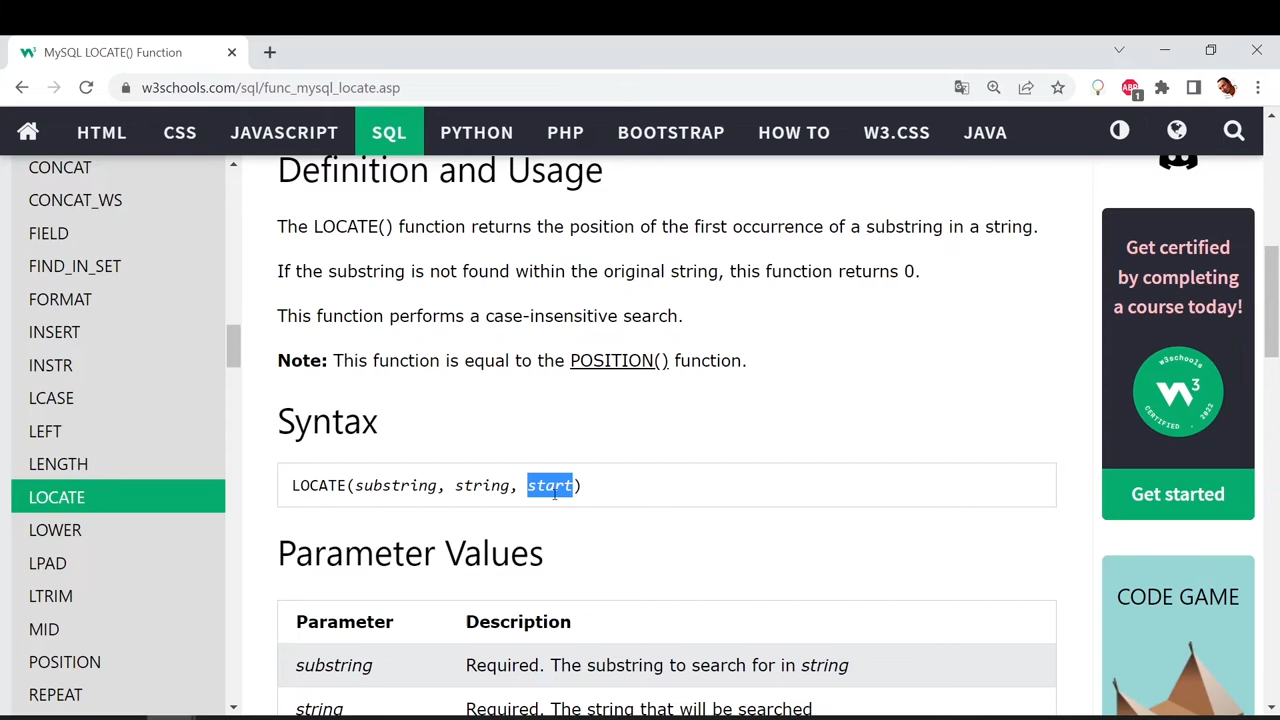 MySQL LOCATE() Function
w3schools.com/sql/func_mysql_locate.asp
ABP
1
HTML CSS JAVASCRIPT SQL PYTHON PHP BOOTSTRAP HOW TO W3.CSS JAVA
CONCAT
CONCAT_WS
FIELD
FIND_IN_SET
FORMAT
INSERT
INSTR
LCASE
LEFT
LENGTH
LOCATE
LOWER
LPAD
LTRIM
MID
POSITION
REPEAT
Definition and Usage
The LOCATE() function returns the position of the first occurrence of a substring in a string.
If the substring is not found within the original string, this function returns 0.
This function performs a case-insensitive search.
Note: This function is equal to the POSITION() function.
Syntax
LOCATE(substring, string, start)
Parameter Values
Parameter Description
substring Required. The substring to search for in string
string Required. The string that will be searched
Get certified
by completing
a course today!
w3schools
W3
CERTIFIED . 2022
Get started
CODE GAME